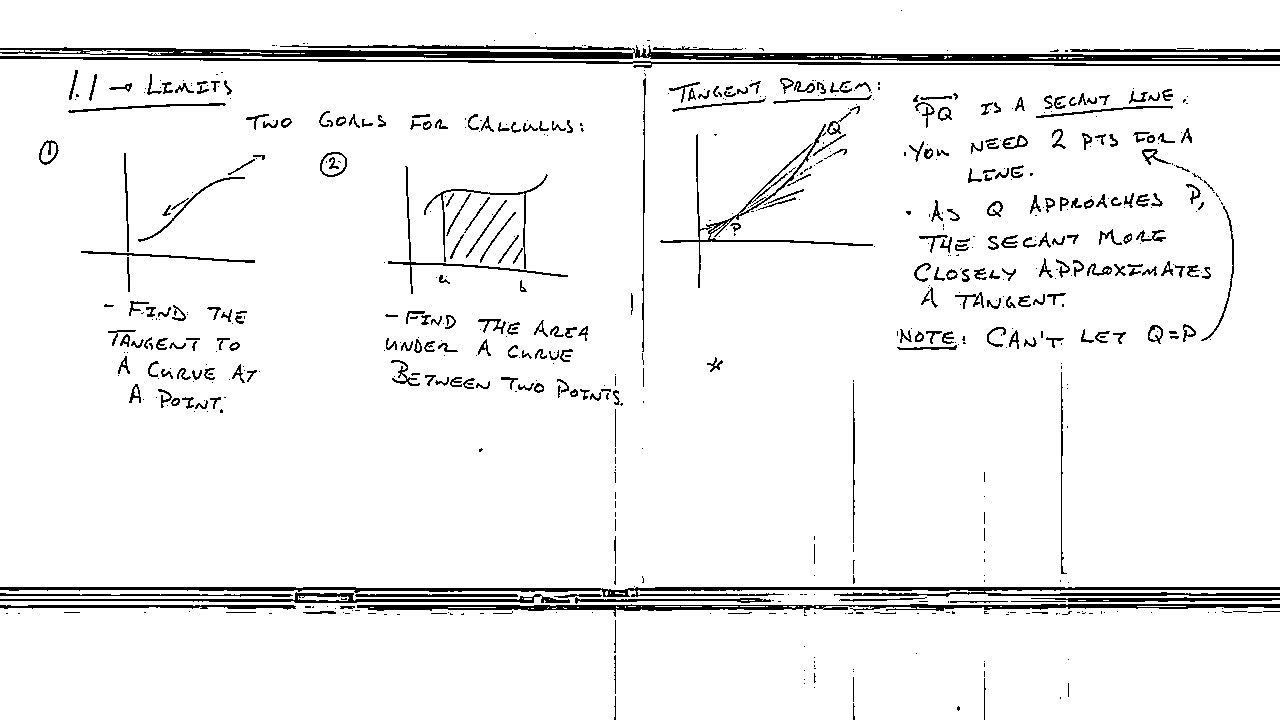 1.1 → LIMITS
TWO GOALS FOR CALCULUS:
①
②
a
b
- FIND THE
TANGENT TO
A CURVE AT
A POINT.
- FIND THE AREA
UNDER A CURVE
BETWEEN TWO POINTS.
TANGENT PROBLEM:
Q
P
PQ IS A SECANT LINE.
·YOU NEED 2 PTS FOR A
LINE.
· AS Q APPROACHES P,
THE SECANT MORE
CLOSELY APPROXIMATES
A TANGENT.
NOTE: CAN'T LET Q=P
*